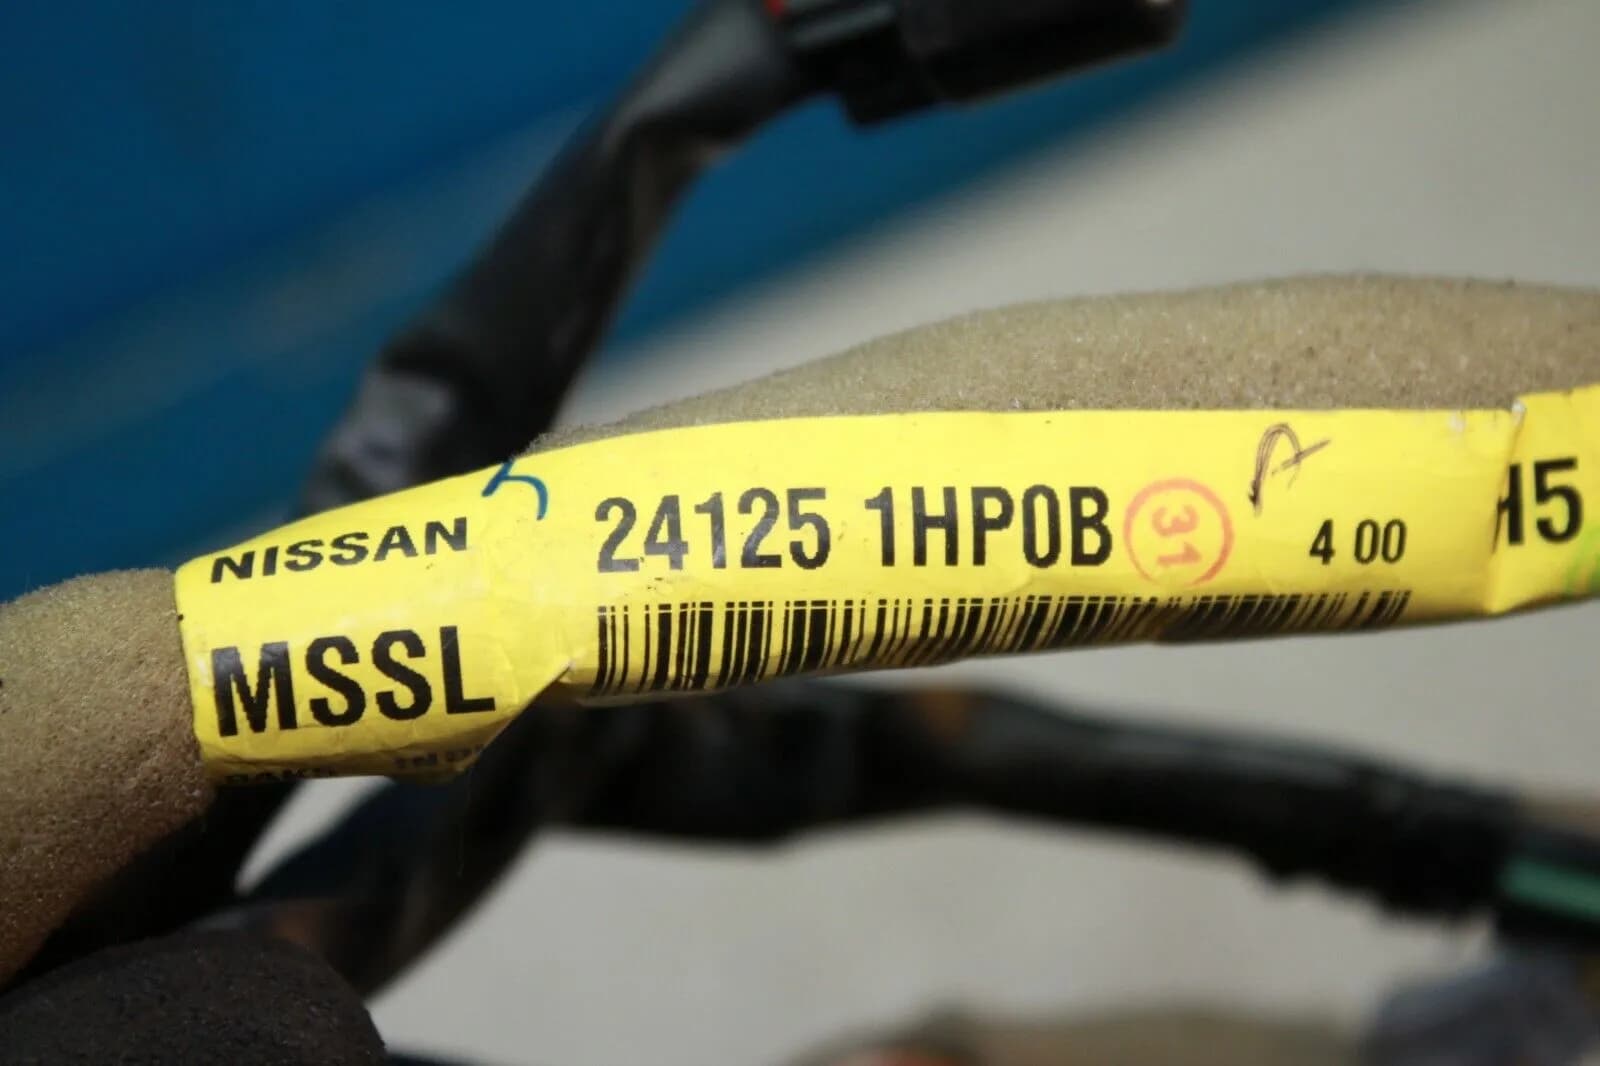 NISSAN
MSSL
24125 1HP0B
31
A
4 00
H5